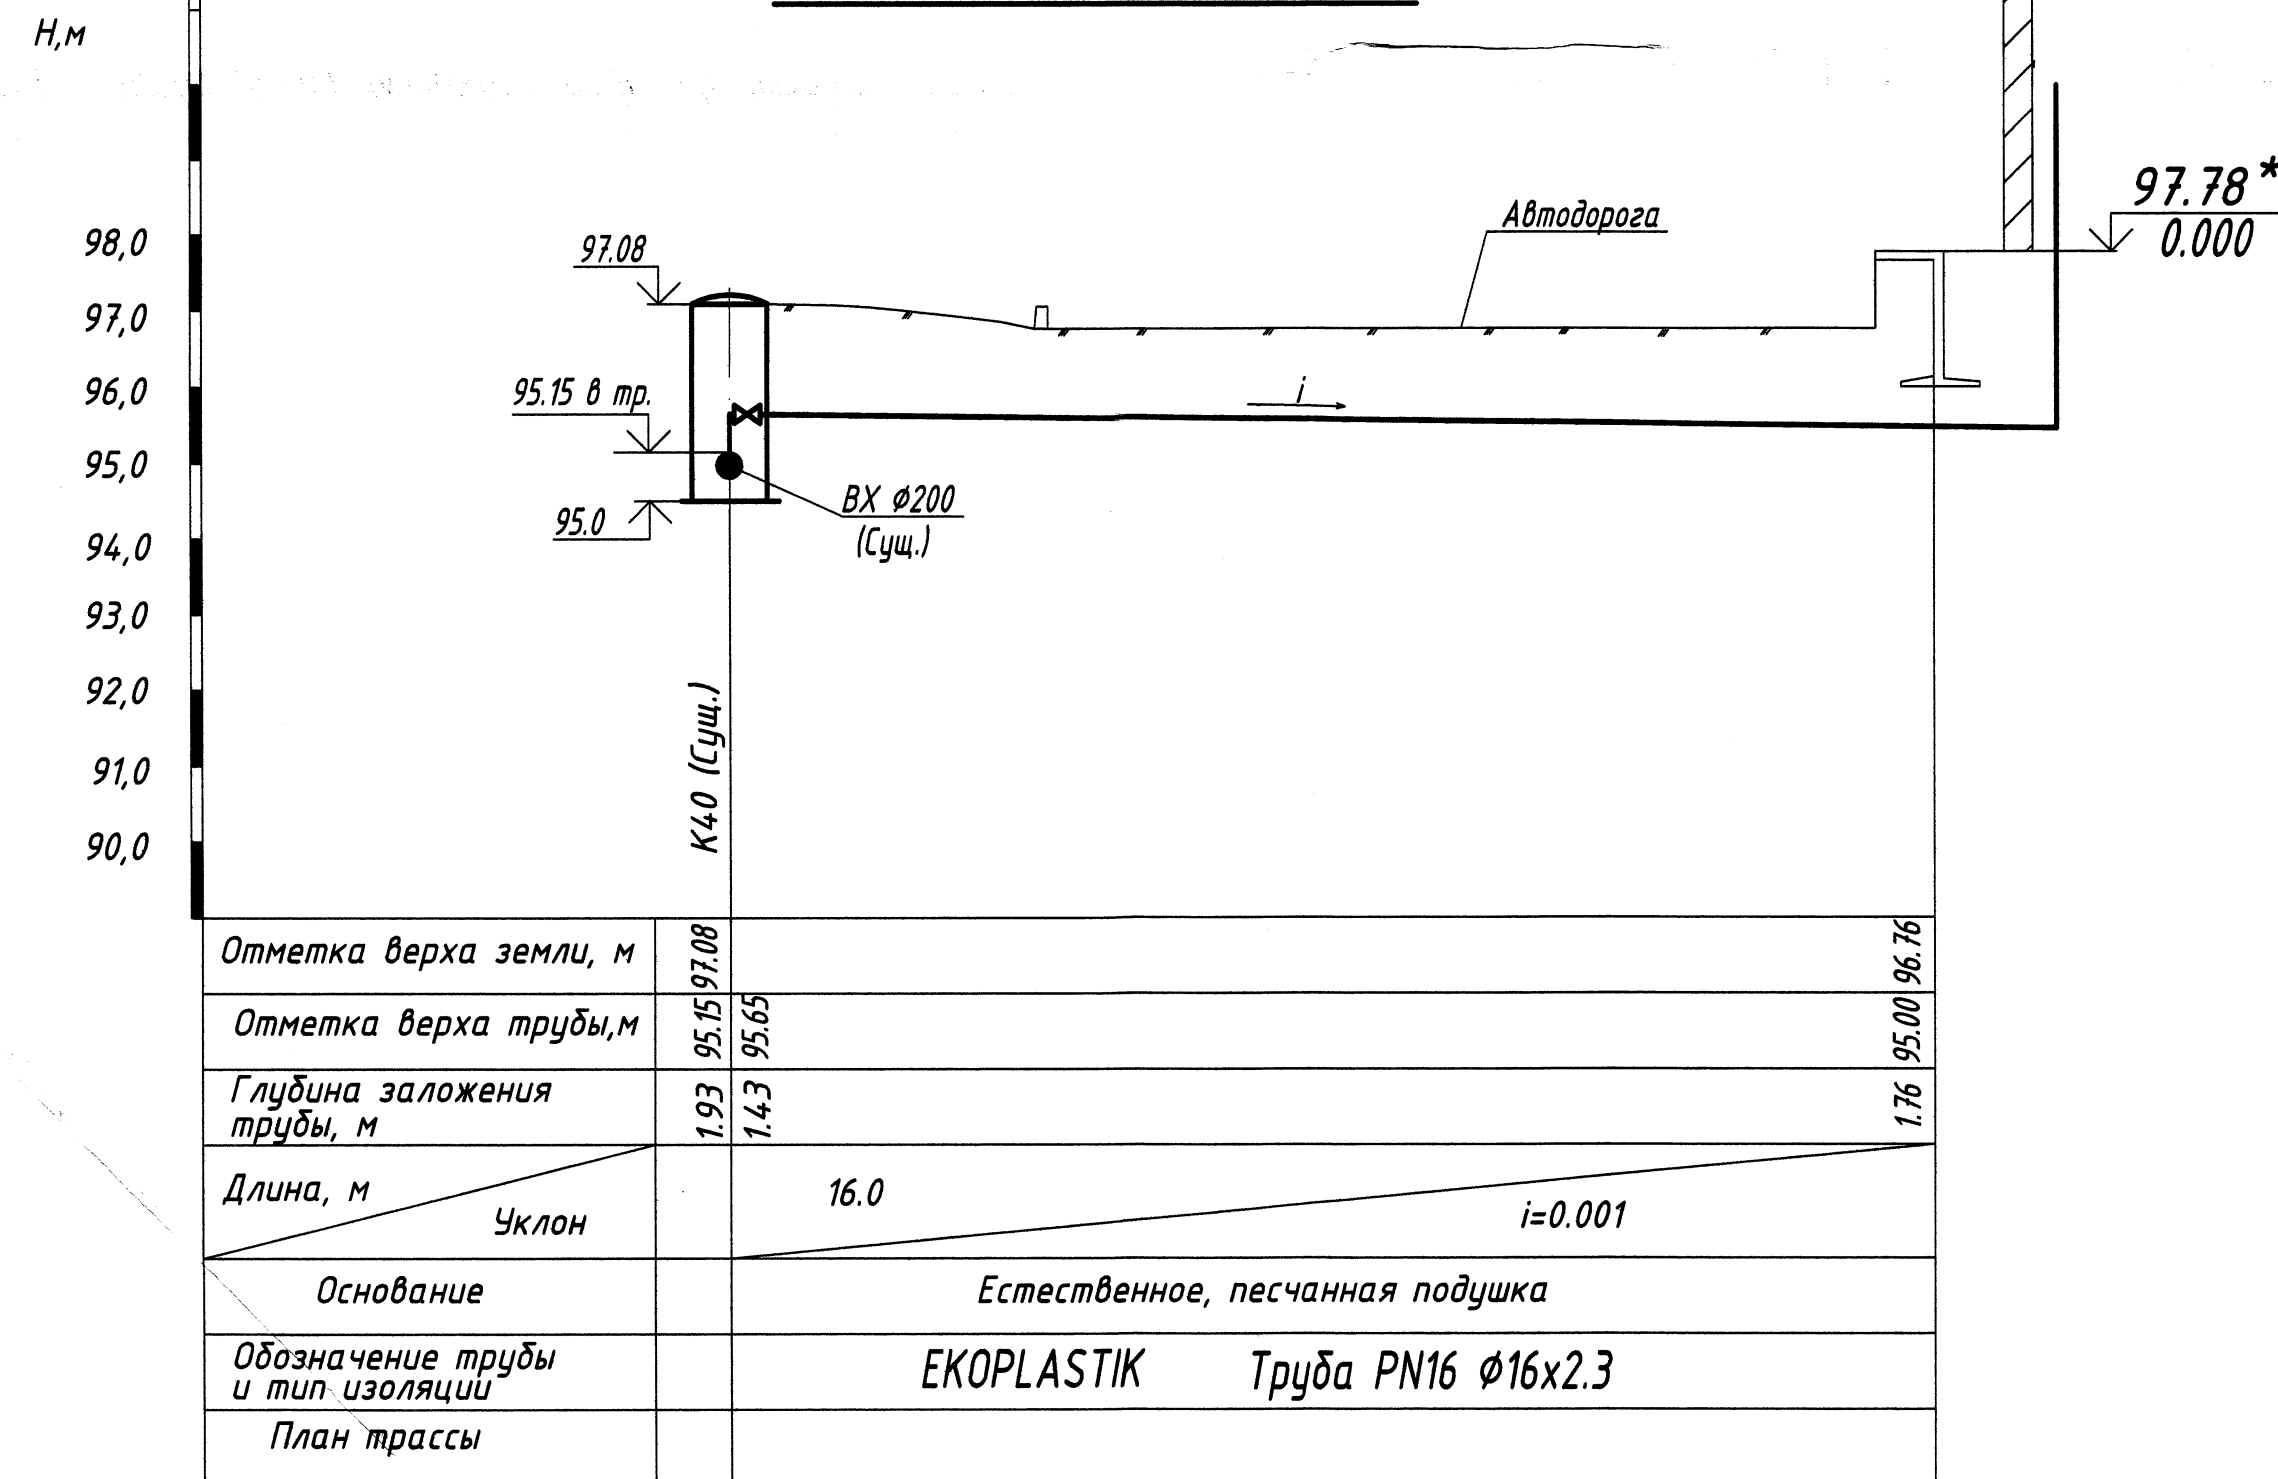 Н,м
97.78*
0.000
Автодорога
98,0
97.08
97,0
96,0
95.15 в тр.
i
95,0
ВХ ϕ200
(Сущ.)
95.0
94,0
93,0
92,0
91,0
90,0
К40 (Сущ.)
Отметка верха земли, м
97.08
96.76
Отметка верха трубы,м
95.15
95.65
95.00
Глубина заложения
трубы, м
1.93
1.43
1.76
Длина, м
Уклон
16.0
i=0.001
Основание
Естественное, песчанная подушка
Обозначение трубы
и тип изоляции
EKOPLASTIK Труба PN16 ϕ16x2.3
План трассы